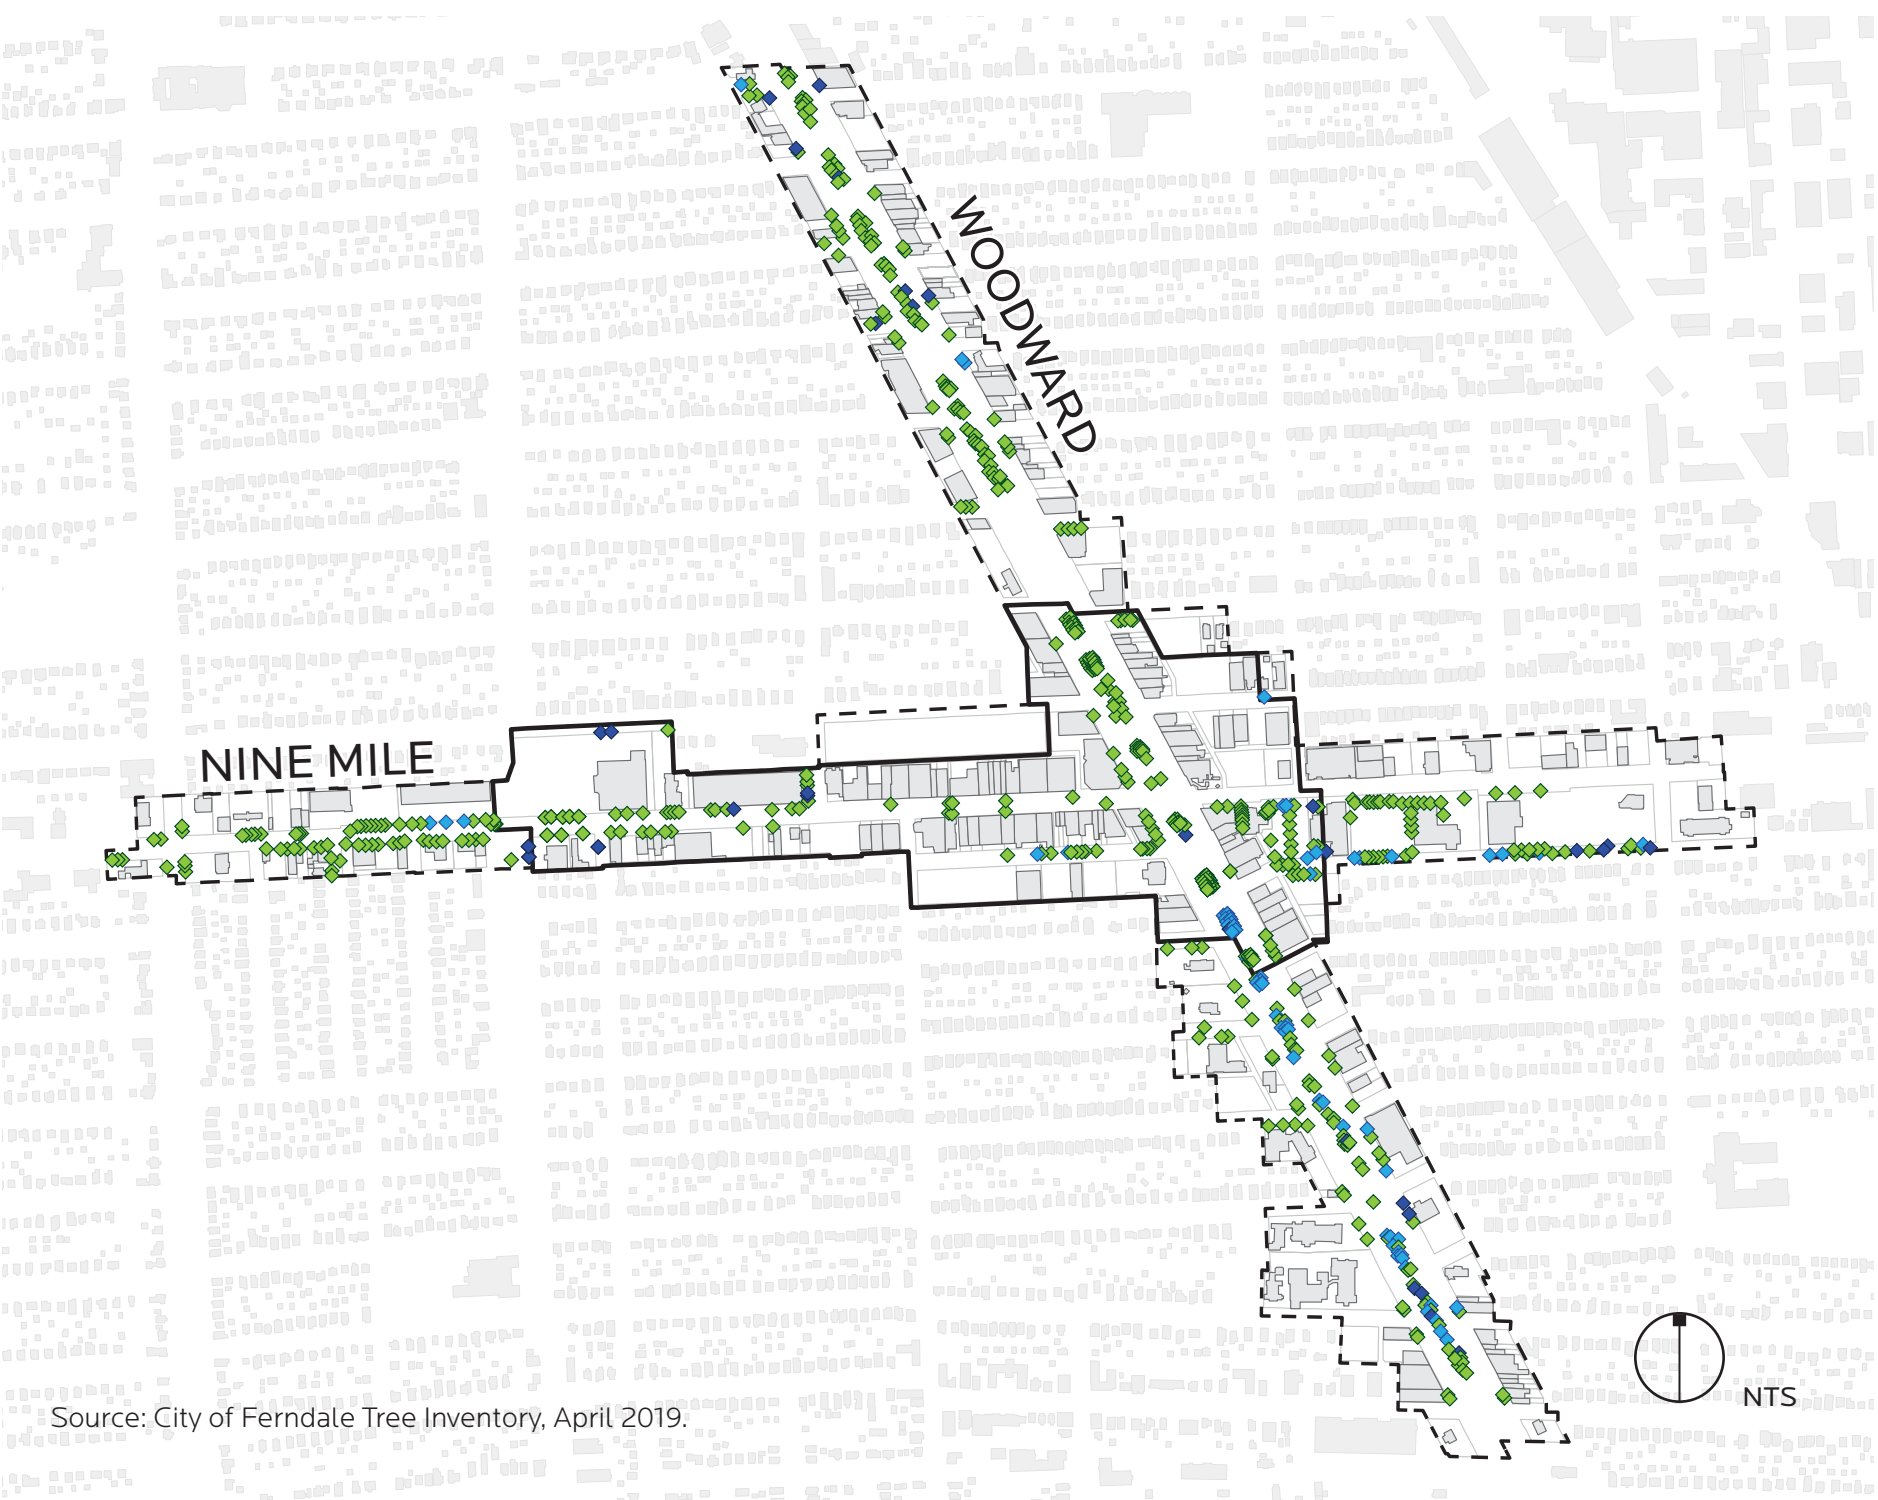 WOODWARD
NINE MILE
NTS
Source: City of Ferndale Tree Inventory, April 2019.